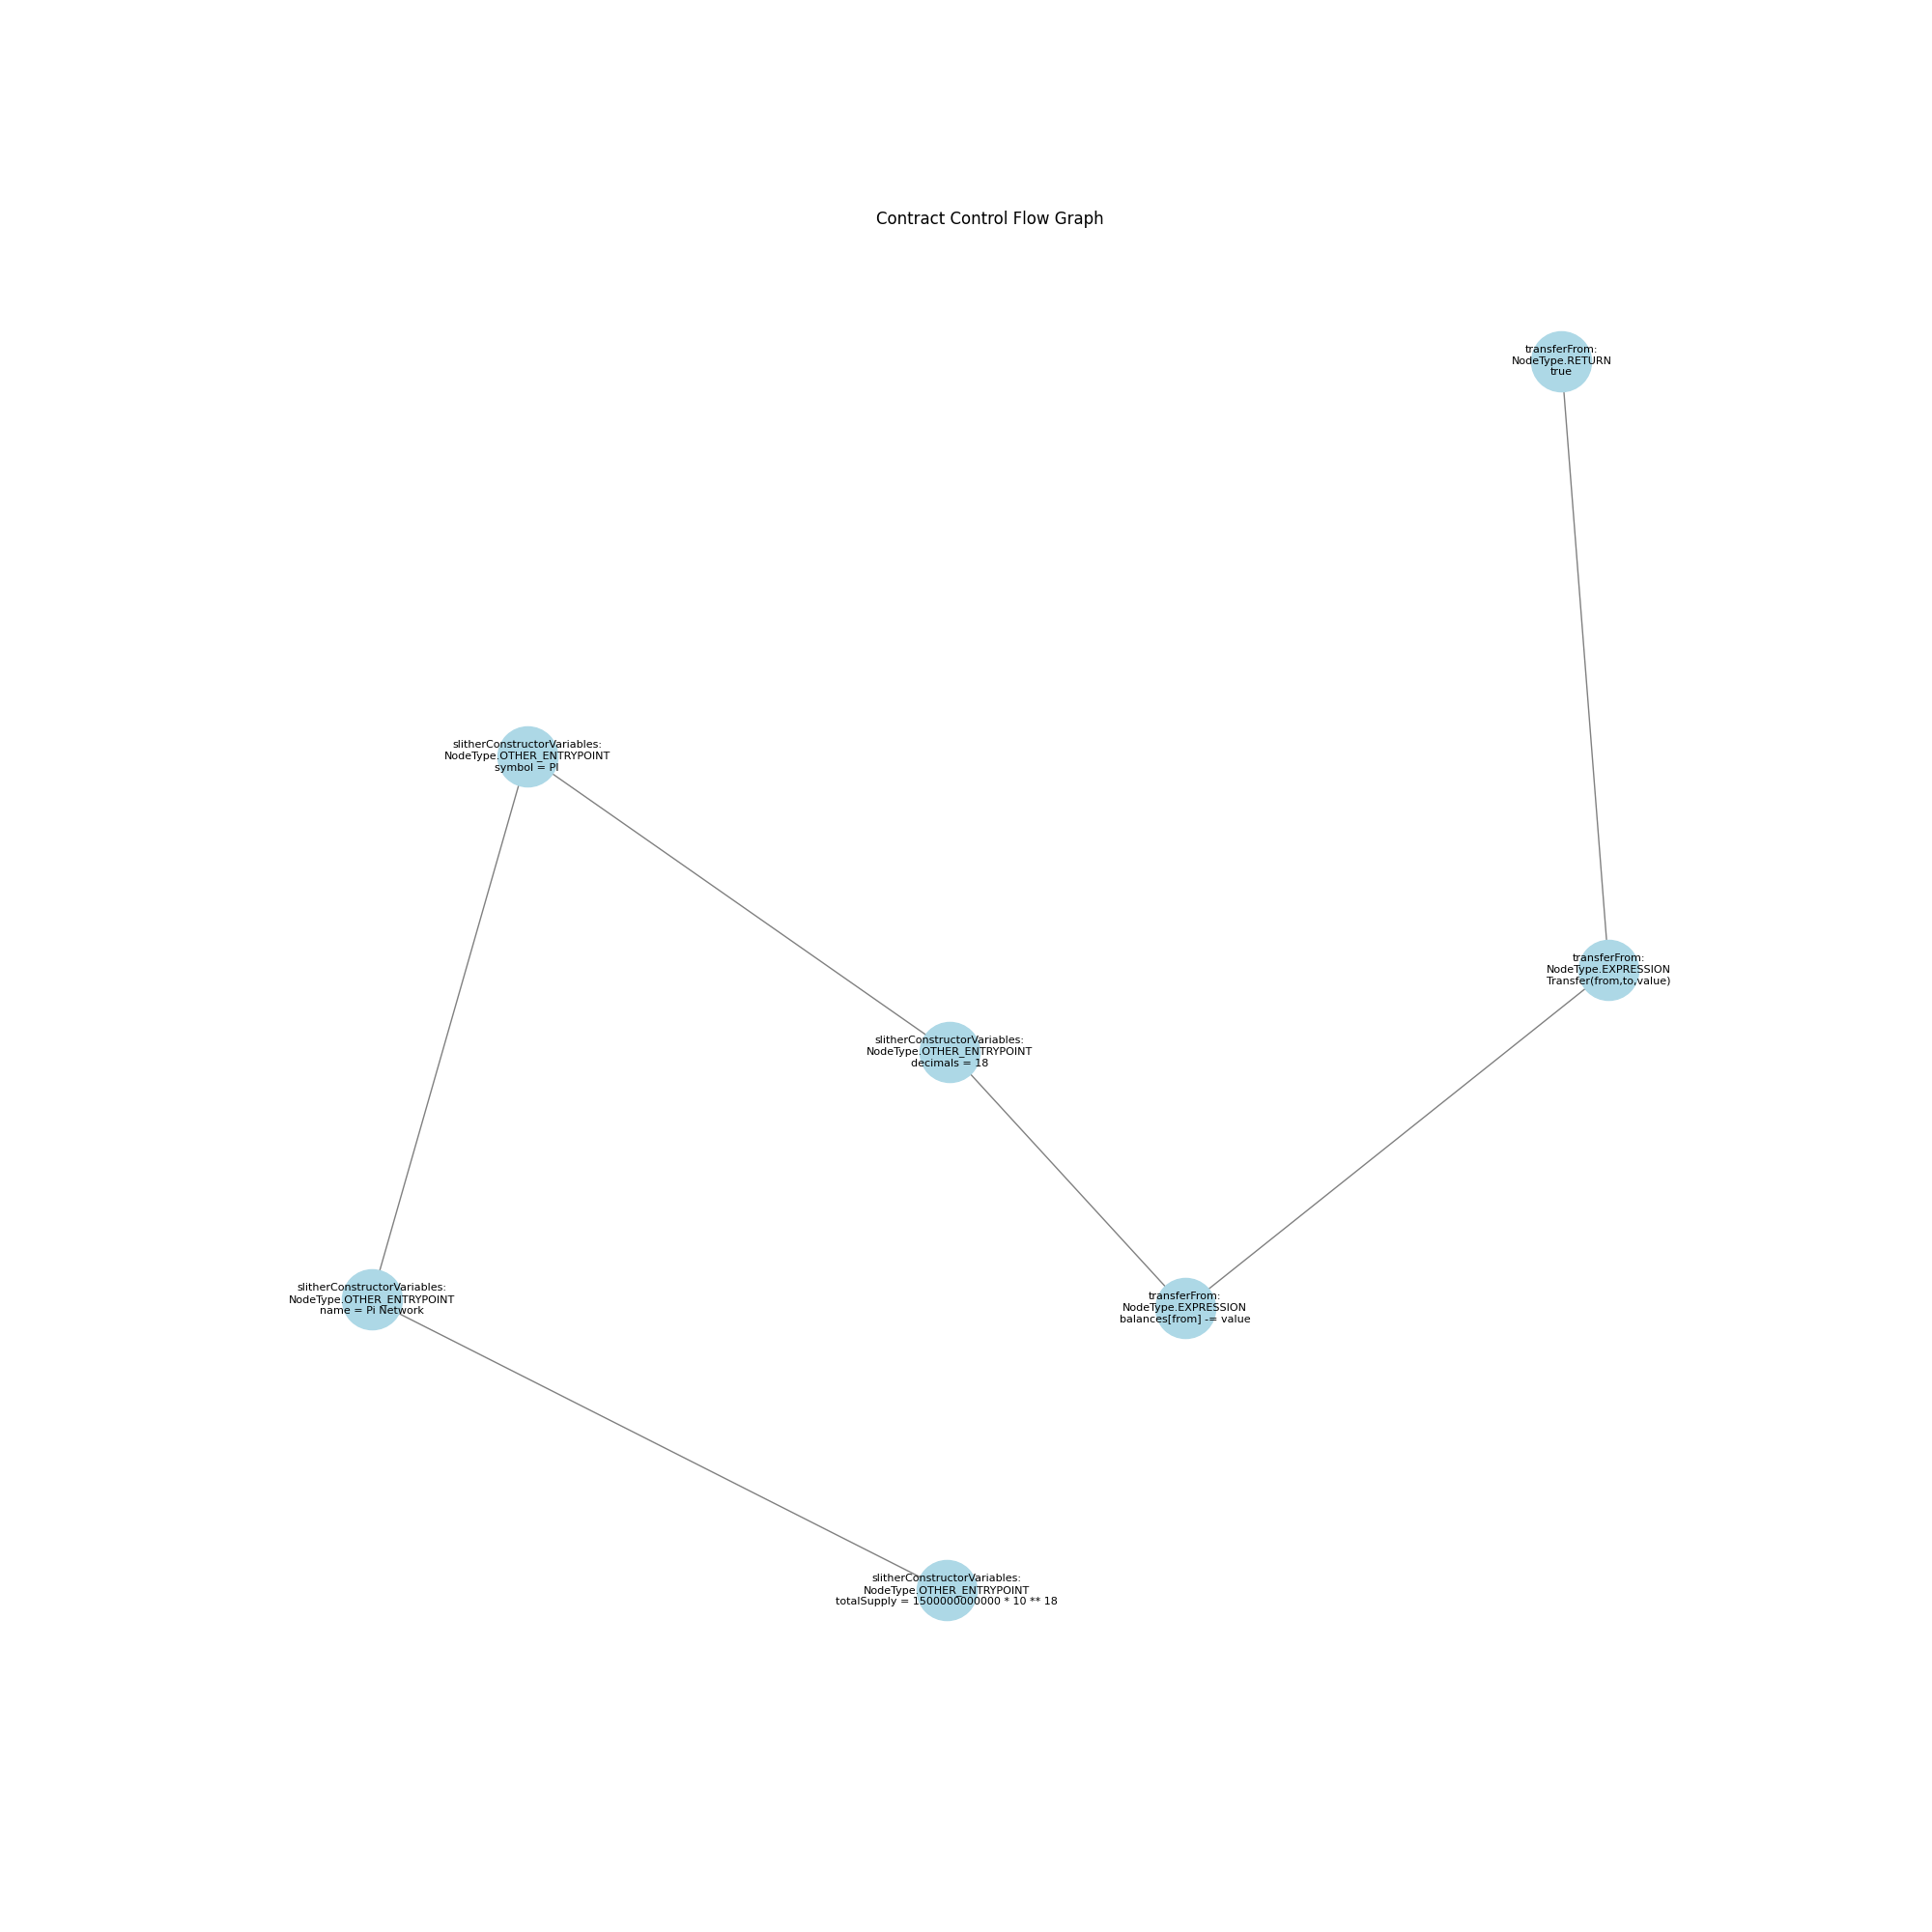 Contract Control Flow Graph
transferFrom:
NodeType.RETURN
true
slitherConstructorVariables:
NodeType.OTHER_ENTRYPOINT
symbol = PI
transferFrom:
NodeType.EXPRESSION
Transfer(from,to,value)
slitherConstructorVariables:
NodeType.OTHER_ENTRYPOINT
decimals = 18
slitherConstructorVariables:
NodeType.OTHER_ENTRYPOINT
name = Pi Network
transferFrom:
NodeType.EXPRESSION
balances[from] -= value
slitherConstructorVariables:
NodeType.OTHER_ENTRYPOINT
totalSupply = 1500000000000 * 10 ** 18